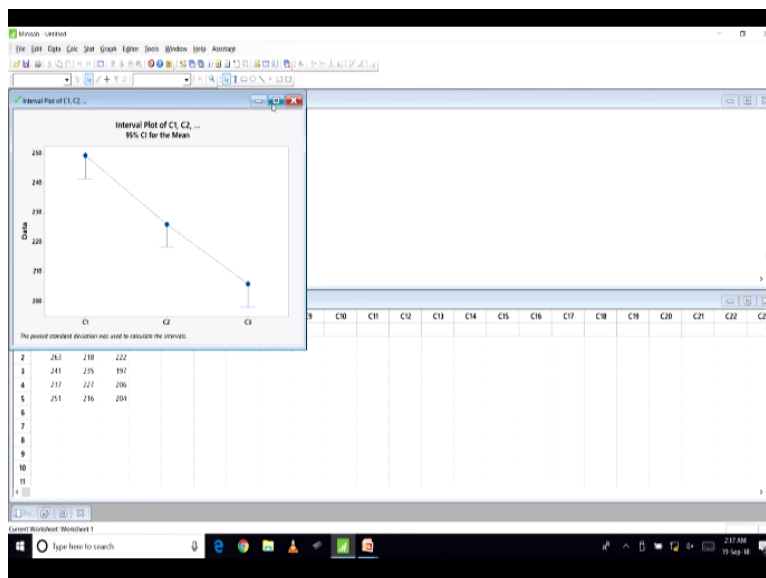 Minitab - Untitled
File Edit Data Calc Stat Graph Editor Tools Window Help Assistant
Interval Plot of C1, C2, ...
Interval Plot of C1, C2, ...
95% CI for the Mean
250
240
230
220
210
200
Data
C1 C2 C3
The pooled standard deviation was used to calculate the intervals.
C10 C11 C12 C13 C14 C15 C16 C17 C18 C19 C20 C21 C22
2 263 218 222
3 241 235 197
4 237 227 206
5 251 216 204
6
7
8
9
10
11
Current Worksheet: Worksheet 1
Type here to search
2:17 AM
19-Sep-18